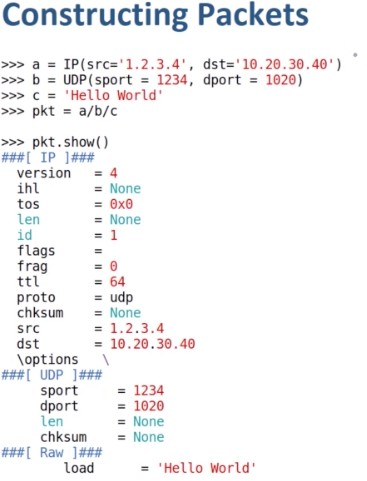 Constructing Packets
>>> a = IP(src='1.2.3.4', dst='10.20.30.40')
>>> b = UDP(sport = 1234, dport = 1020)
>>> c = 'Hello World'
>>> pkt = a/b/c
>>> pkt.show()
###[ IP ]###
version = 4
ihl = None
tos = 0x0
len = None
id = 1
flags =
frag = 0
ttl = 64
proto = udp
chksum = None
src = 1.2.3.4
dst = 10.20.30.40
\options \
###[ UDP ]###
sport = 1234
dport = 1020
len = None
chksum = None
###[ Raw ]###
load = 'Hello World'